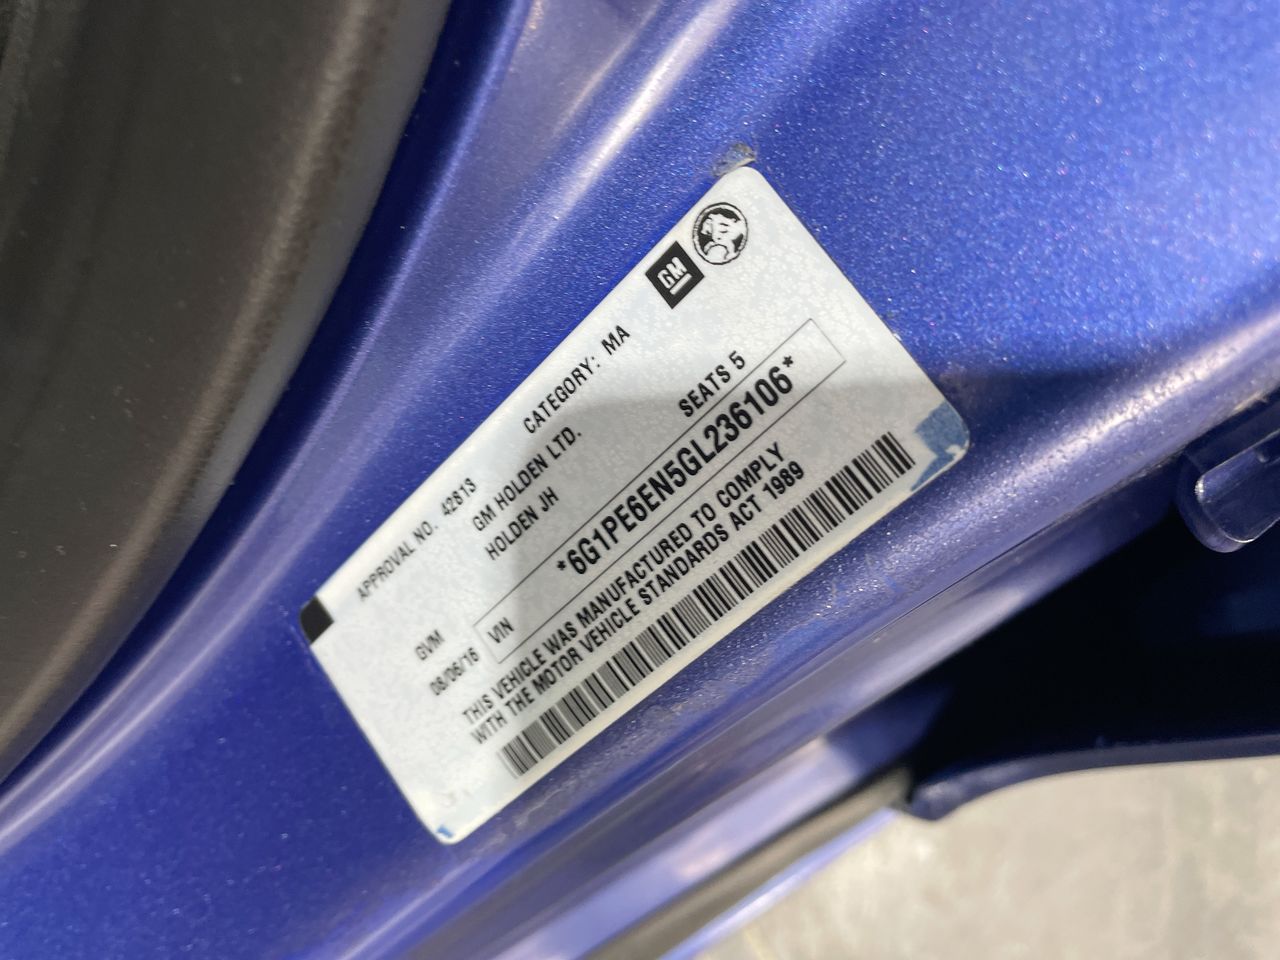 GM
APPROVAL NO. 42813 CATEGORY: MA
GM HOLDEN LTD.
HOLDEN JH
GVM SEATS 5
08/06/16
VIN *6G1PE6EN5GL236106*
THIS VEHICLE WAS MANUFACTURED TO COMPLY
WITH THE MOTOR VEHICLE STANDARDS ACT 1989